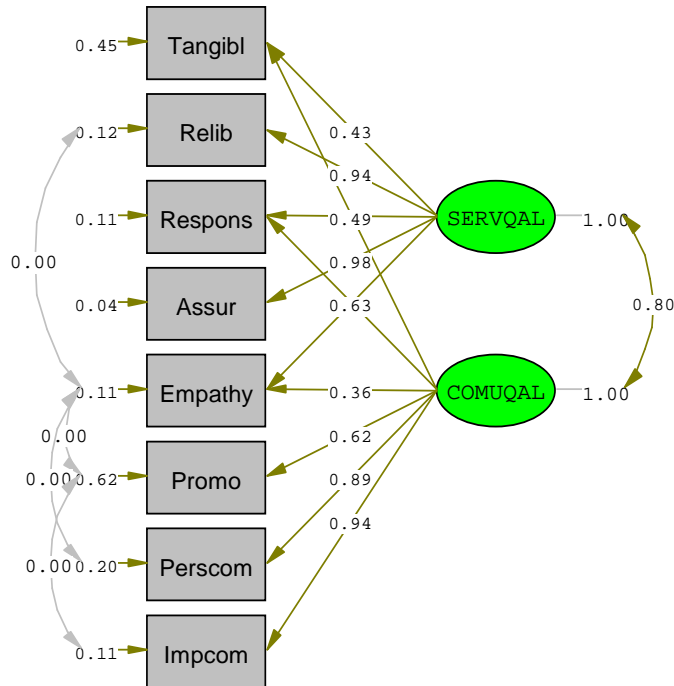 0.45 Tangibl
0.43
0.12 Relib
0.94
0.11 Respons 0.49 SERVQAL 1.00
0.00 0.98
0.04 Assur 0.63 0.80
0.11 Empathy 0.36 COMUQAL 1.00
0.00 0.62
0.00 0.62 Promo 0.89
0.94
0.00 0.20 Perscom
0.11 Impcom